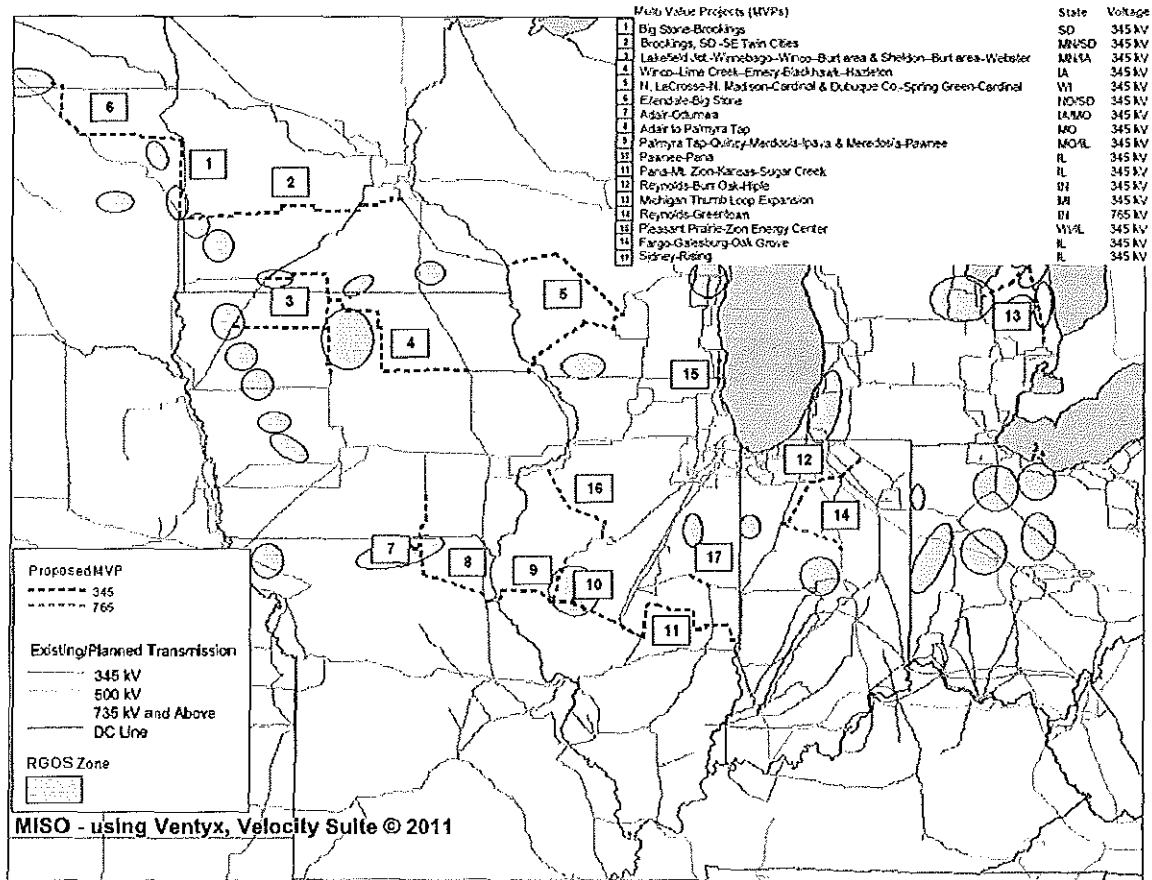 Multi Value Projects (MVPs) State Voltage
1 Big Stone-Brookings SD 345 kV
2 Brookings, SD-SE Twin Cities MN/SD 345 kV
3 Lakefield Jct.-Winnebago-Winco-Burt area & Sheldon-Burt area-Webster MN/IA 345 kV
4 Winco-Lime Creek-Emery-Blackhawk-Hazleton IA 345 kV
5 N. LaCrosse-N. Madison-Cardinal & Dubuque Co.-Spring Green-Cardinal WI 345 kV
6 Ellendale-Big Stone ND/SD 345 kV
7 Adair-Ottumwa IA/MO 345 kV
8 Adair to Palmyra Tap MO 345 kV
9 Palmyra Tap-Quincy-Merdosia-Ipava & Meredosia-Pawnee MO/IL 345 kV
10 Pawnee-Pana IL 345 kV
11 Pana-Mt. Zion-Kansas-Sugar Creek IL 345 kV
12 Reynolds-Burr Oak-Hiple IN 345 kV
13 Michigan Thumb Loop Expansion MI 345 kV
14 Reynolds-Greentown IN 765 kV
15 Pleasant Prairie-Zion Energy Center WI/IL 345 kV
16 Fargo-Galesburg-Oak Grove IL 345 kV
17 Sidney-Rising IL 345 kV
6
1
2
3
4
5
13
15
12
16
14
7
8
9
10
17
11
Proposed MVP
345
765
Existing/Planned Transmission
345 kV
500 kV
735 kV and Above
DC Line
RGOS Zone
MISO - using Ventyx, Velocity Suite © 2011